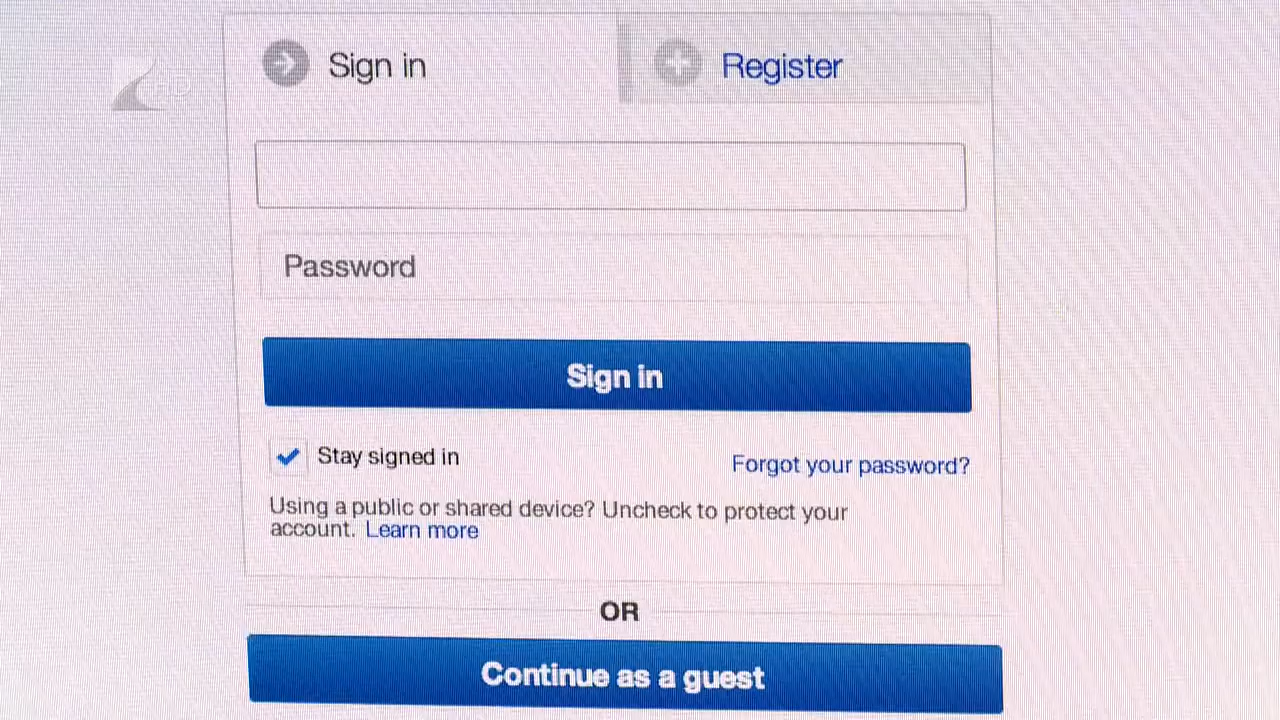 HD
Sign in
Register
Password
Sign in
Stay signed in
Forgot your password?
Using a public or shared device? Uncheck to protect your
account. Learn more
OR
Continue as a guest